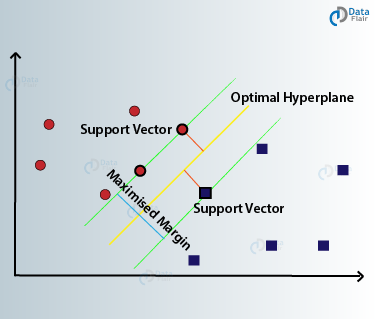 Data
Flair
Optimal Hyperplane
Support Vector
Maximised Margin
Support Vector